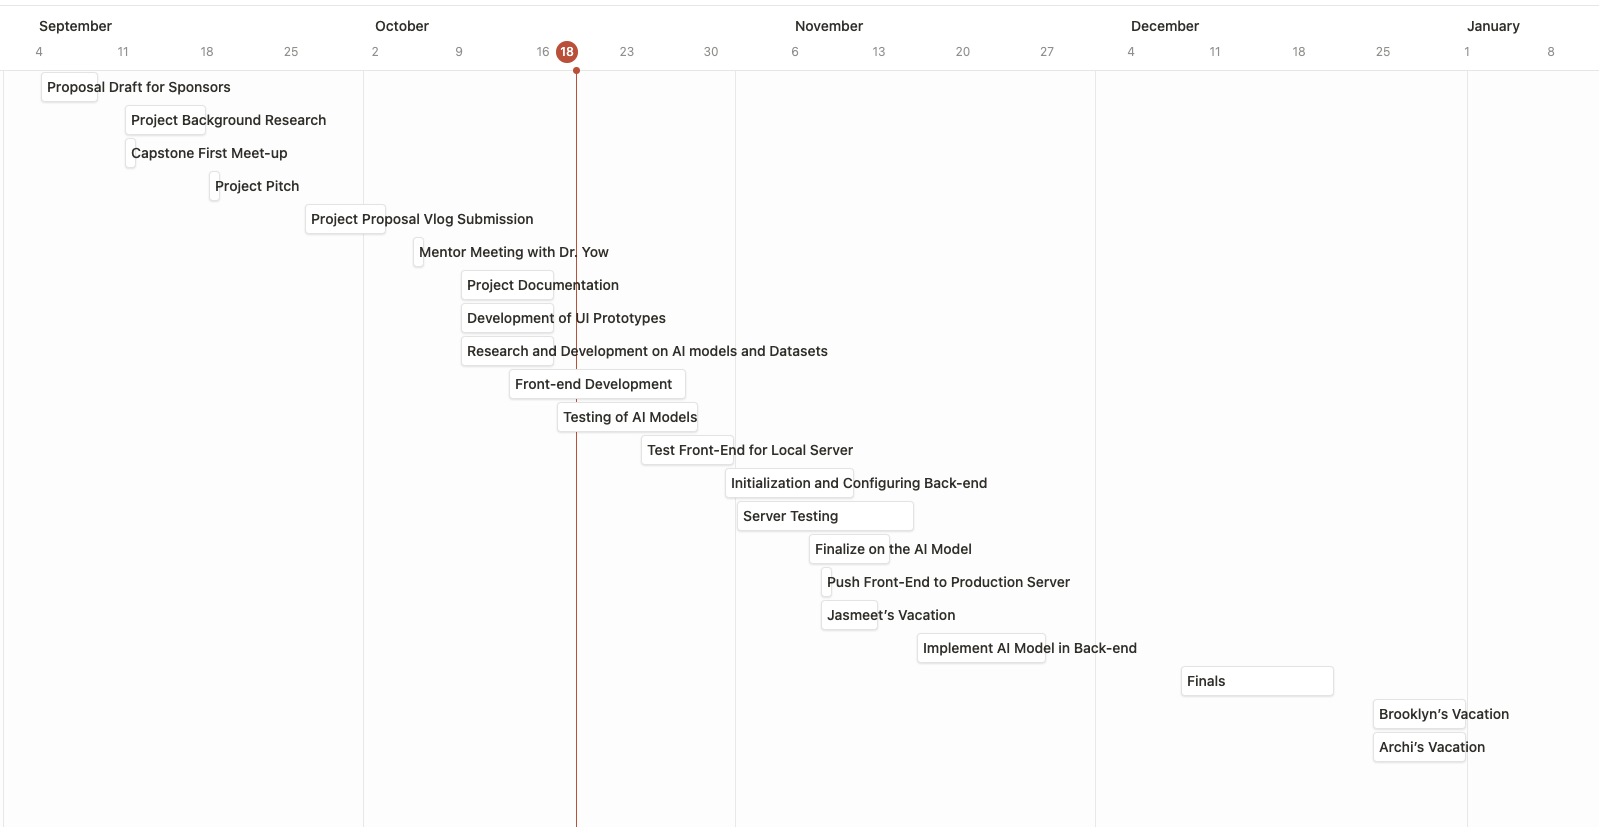 September October November December January
4 11 18 25 2 9 16 18 23 30 6 13 20 27 4 11 18 25 1 8
Proposal Draft for Sponsors
Project Background Research
Capstone First Meet-up
Project Pitch
Project Proposal Vlog Submission
Mentor Meeting with Dr. Yow
Project Documentation
Development of UI Prototypes
Research and Development on AI models and Datasets
Front-end Development
Testing of AI Models
Test Front-End for Local Server
Initialization and Configuring Back-end
Server Testing
Finalize on the AI Model
Push Front-End to Production Server
Jasmeet’s Vacation
Implement AI Model in Back-end
Finals
Brooklyn’s Vacation
Archi’s Vacation